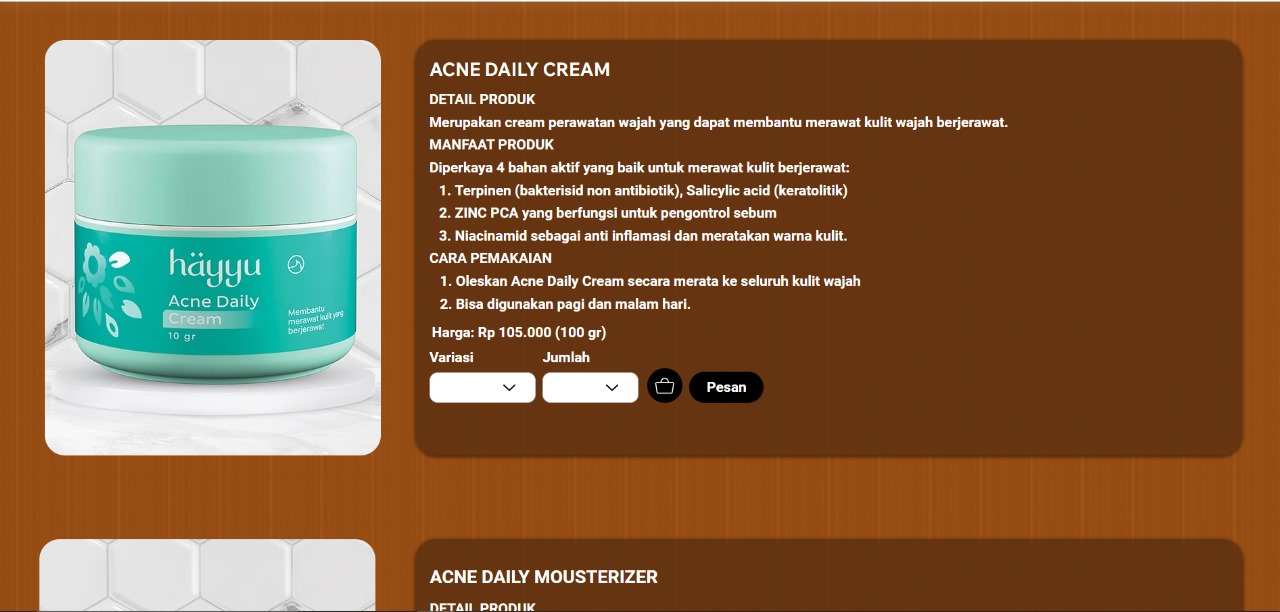 ACNE DAILY CREAM
DETAIL PRODUK
Merupakan cream perawatan wajah yang dapat membantu merawat kulit wajah berjerawat.
MANFAAT PRODUK
Diperkaya 4 bahan aktif yang baik untuk merawat kulit berjerawat:
1. Terpinen (bakterisid non antibiotik), Salicylic acid (keratolitik)
2. ZINC PCA yang berfungsi untuk pengontrol sebum
3. Niacinamid sebagai anti inflamasi dan meratakan warna kulit.
CARA PEMAKAIAN
1. Oleskan Acne Daily Cream secara merata ke seluruh kulit wajah
2. Bisa digunakan pagi dan malam hari.
Harga: Rp 105.000 (100 gr)
Variasi Jumlah
Pesan
häyyu
Acne Daily
Cream
10 gr
Membantu
merawat kulit yang
berjerawat
ACNE DAILY MOUSTERIZER
DETAIL PRODUK